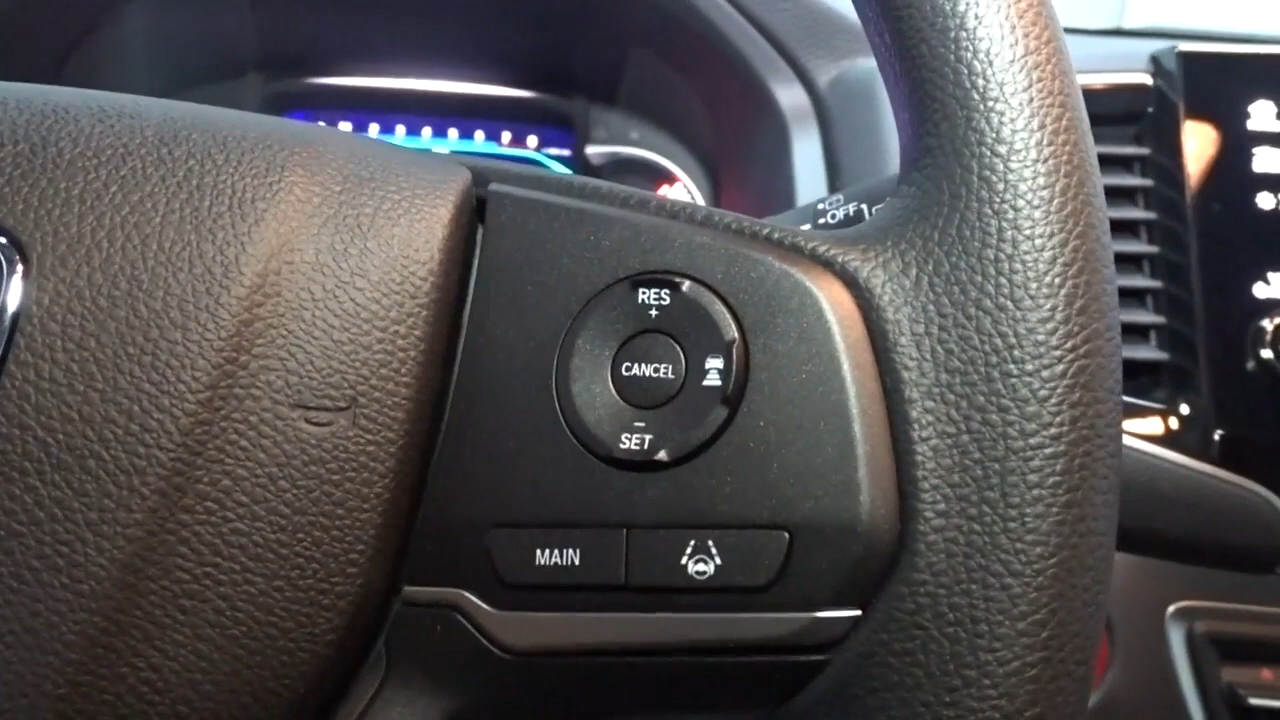 OFF
RES
+
CANCEL
−
SET
MAIN